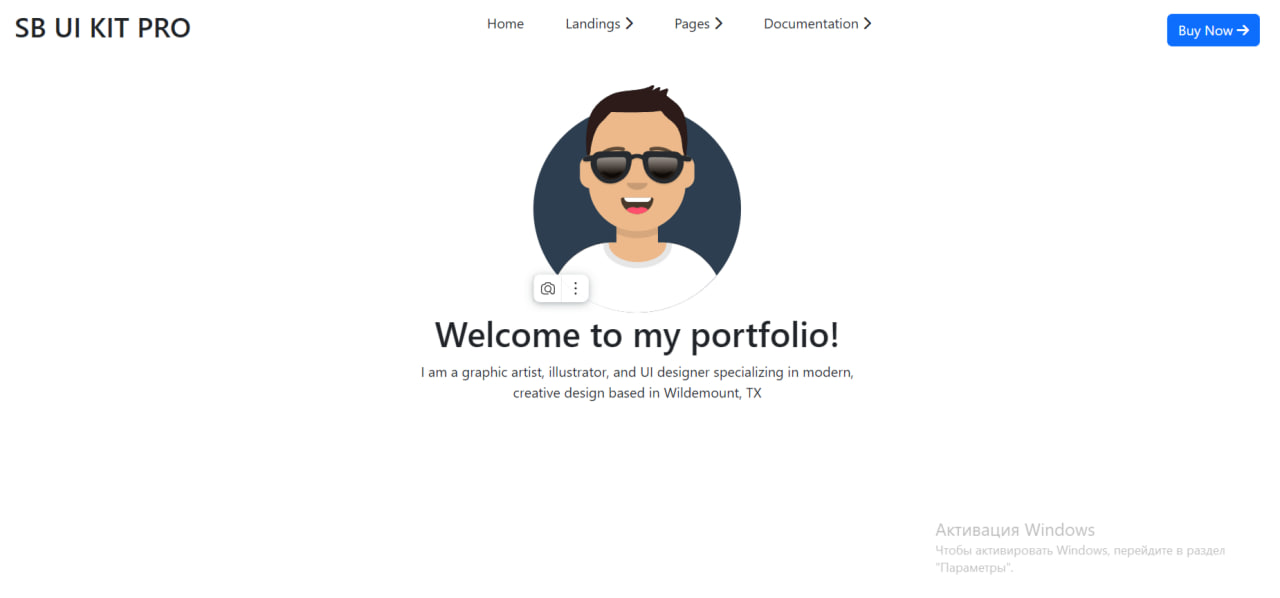 SB UI KIT PRO
Home Landings Pages Documentation
Buy Now
Welcome to my portfolio!
I am a graphic artist, illustrator, and UI designer specializing in modern,
creative design based in Wildemount, TX
Активация Windows
Чтобы активировать Windows, перейдите в раздел
"Параметры".